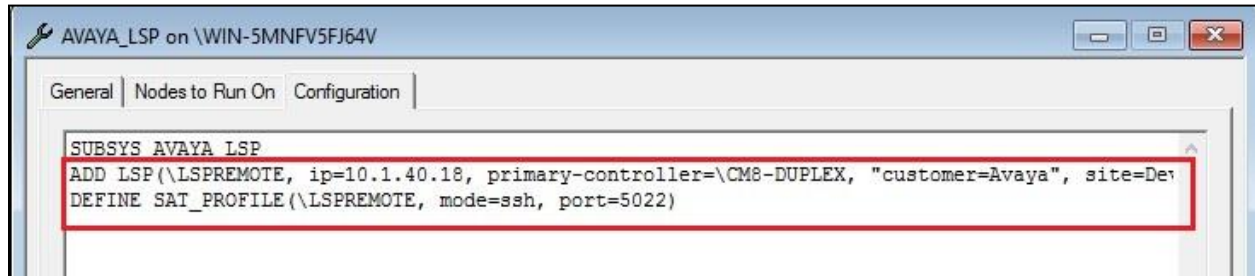 AVAYA_LSP on \WIN-5MNFV5FJ64V
General Nodes to Run On Configuration
SUBSYS AVAYA LSP
ADD LSP(\LSPREMOTE, ip=10.1.40.18, primary-controller=\CM8-DUPLEX, "customer=Avaya", site=Dev
DEFINE SAT_PROFILE(\LSPREMOTE, mode=ssh, port=5022)